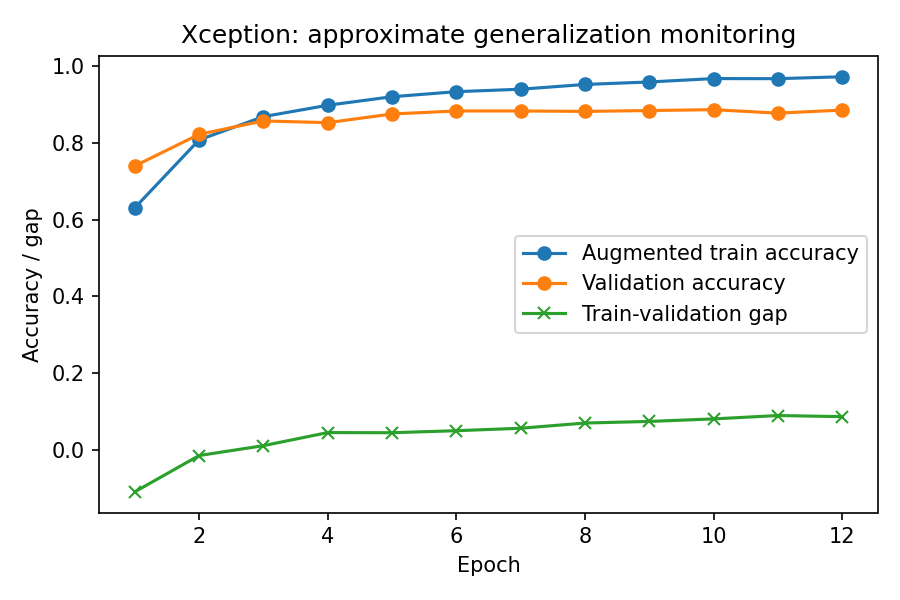 Xception: approximate generalization monitoring
Accuracy / gap
1.0
0.8
0.6
0.4
0.2
0.0
Augmented train accuracy
Validation accuracy
Train-validation gap
2 4 6 8 10 12
Epoch